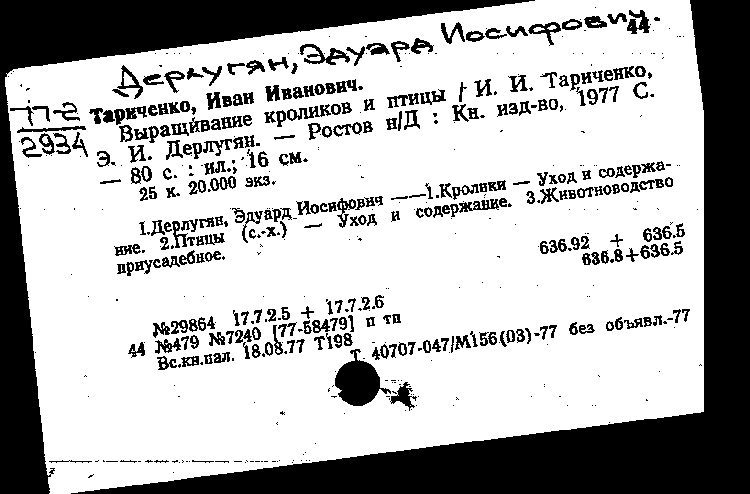 Дерлугян, Эдуард Иосифович.
44
77-2
2934
Тариченко, Иван Иванович.
Выращивание кроликов и птицы / И. И. Тариченко,
Э. И. Дерлугян. — Ростов н/Д : Кн. изд-во, 1977 С.
— 80 с. : ил.; 16 см.
25 к. 20.000 экз.
I.Дерлугян, Эдуард Иосифович ——1.Кролики — Уход и содержа-
ние. 2.Птицы (с.-х.) — Уход и содержание. 3.Животноводство
приусадебное.
636.92 + 636.5
636.8+636.5
№29864 17.7.2.5 + 17.7.2.6
44 №479 №7240 [77-58479] п тп
Вс.кн.пал. 18.08.77 Т198
Т 40707-047/М156(03)-77 без объявл.-77